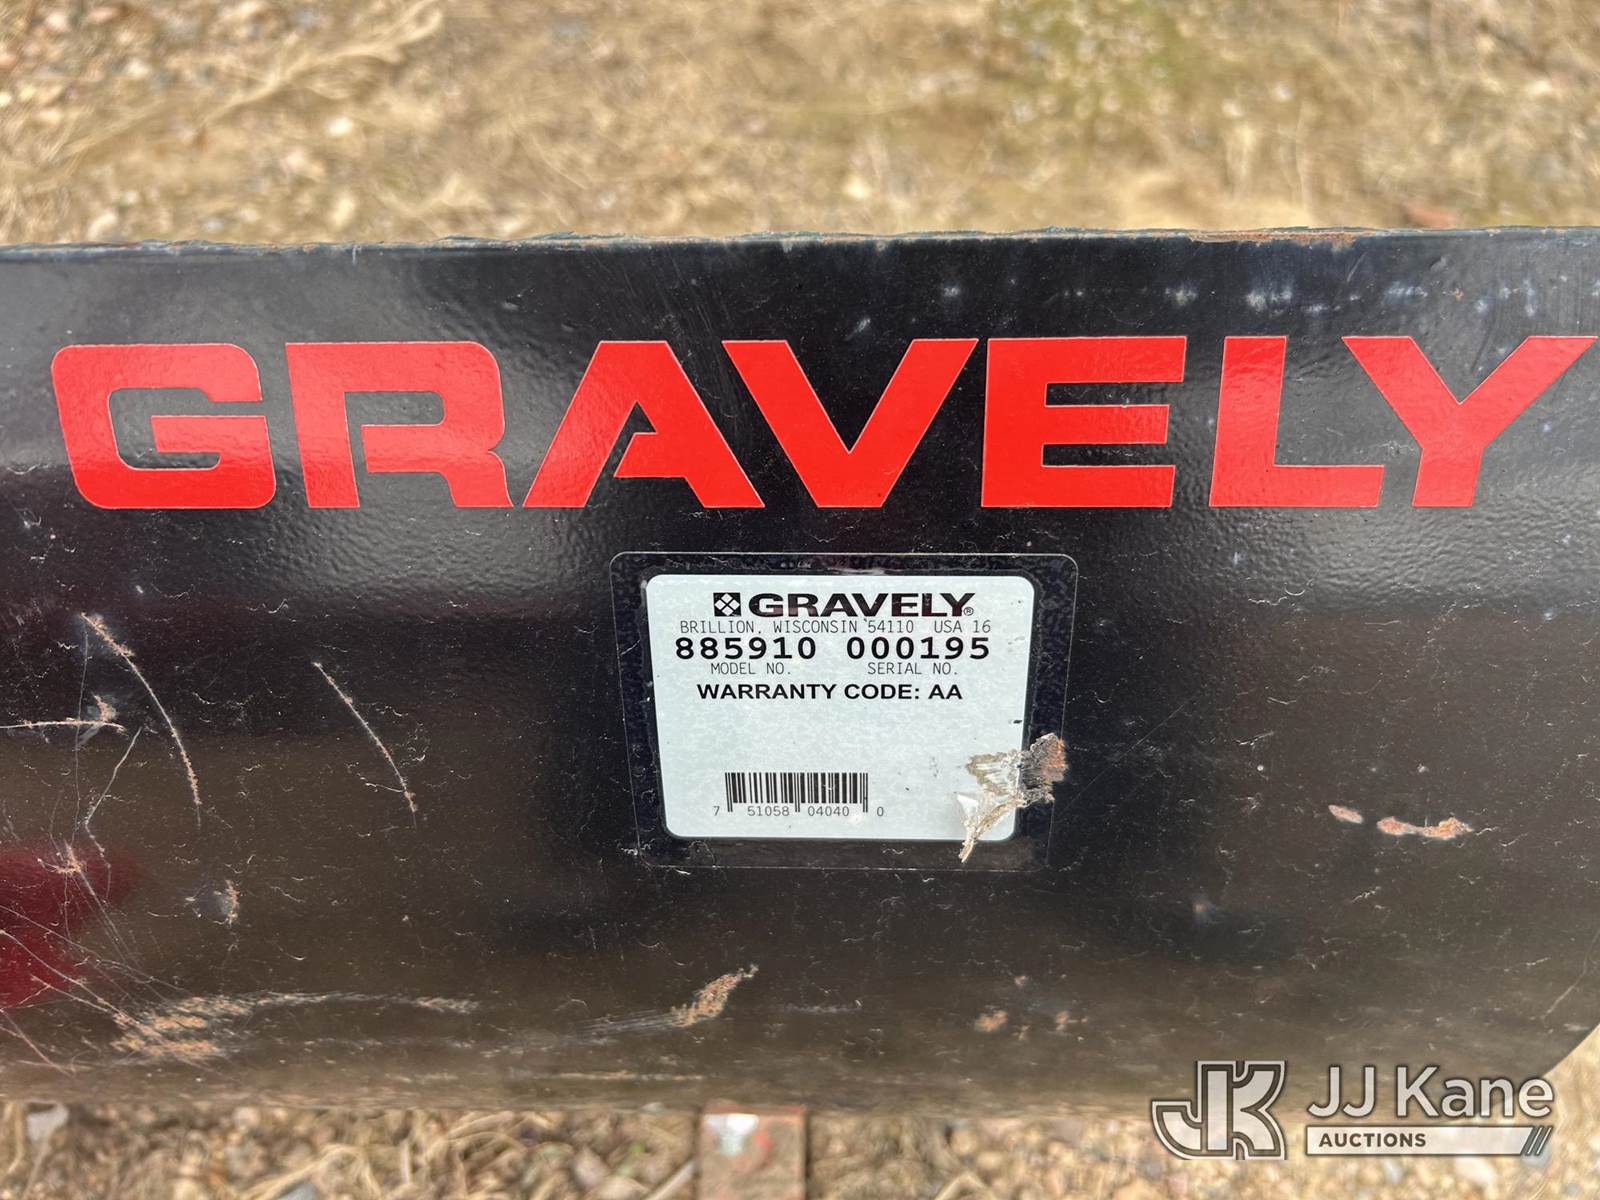 GRAVELY
GRAVELY®
BRILLION, WISCONSIN 54110 USA 16
885910 000195
MODEL NO. SERIAL NO.
WARRANTY CODE: AA
7 51058 04040 0
JK JJ Kane
AUCTIONS